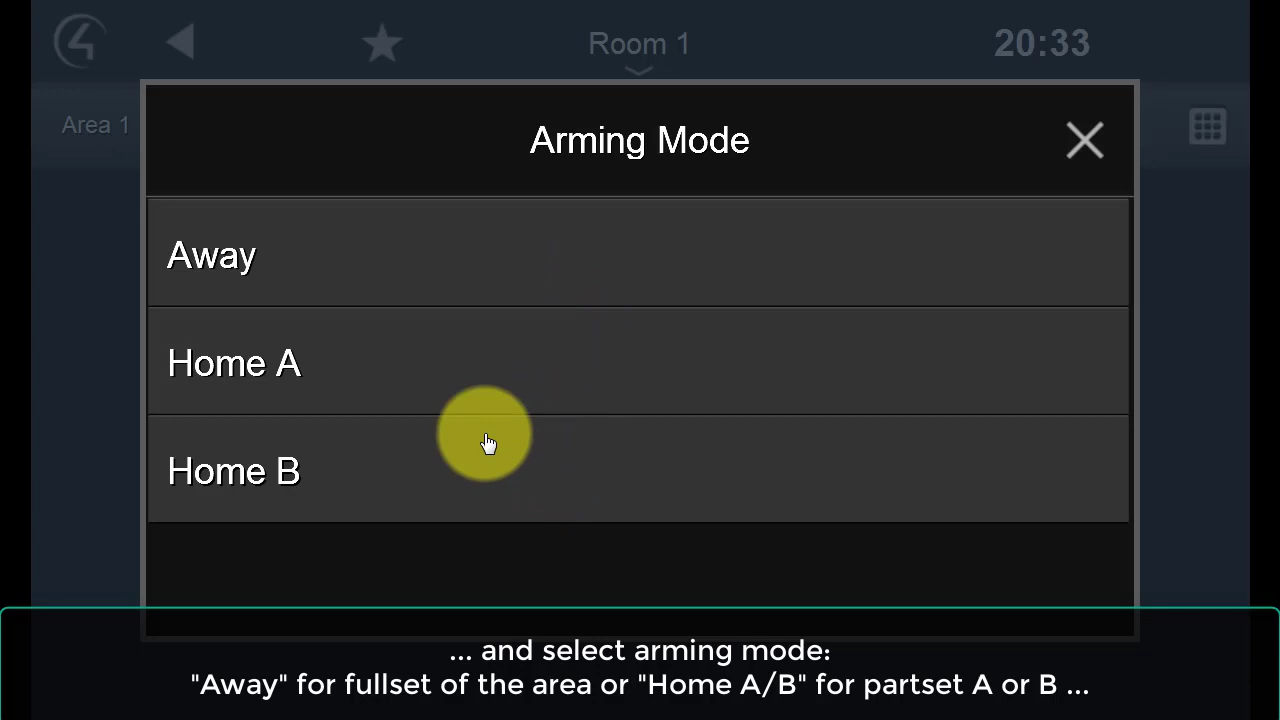 Room 1
20:33
Area 1
Arming Mode
Away
Home A
Home B
... and select arming mode:
"Away" for fullset of the area or "Home A/B" for partset A or B ...